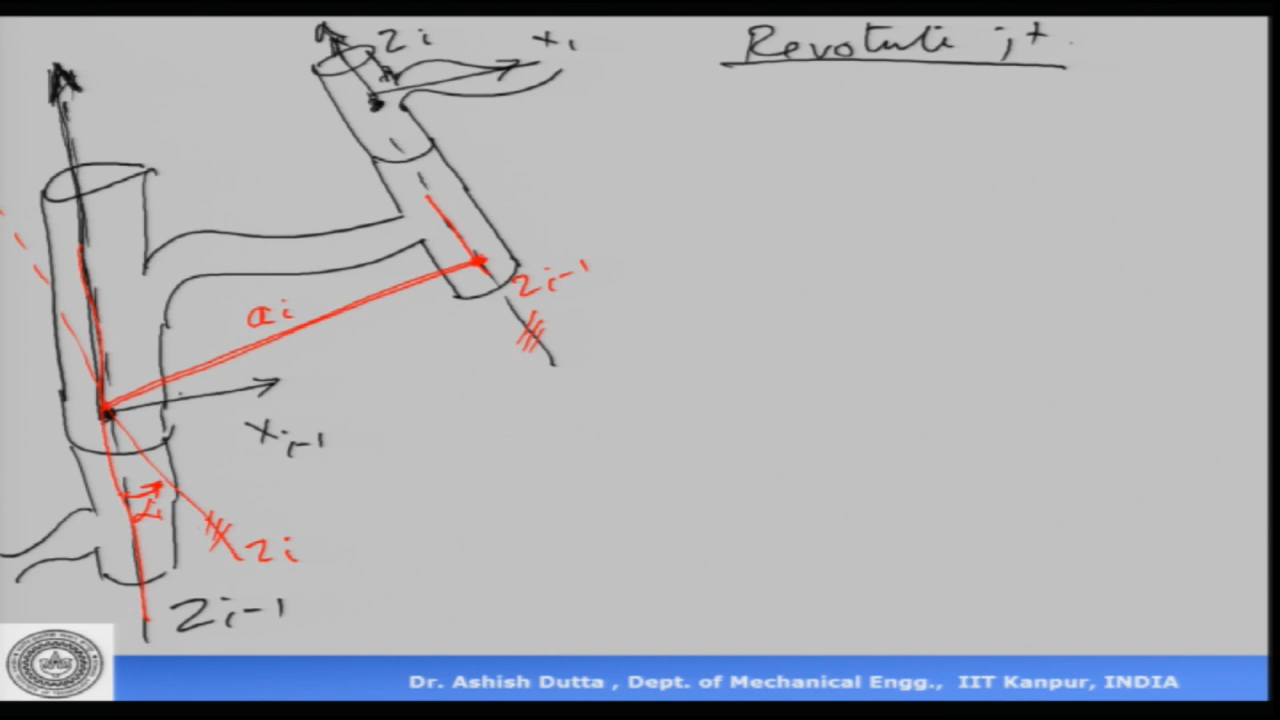 Zi
xi
Revolute jt.
Zi-1
ai
xi-1
α
Zi
Zi-1
Dr. Ashish Dutta , Dept. of Mechanical Engg., IIT Kanpur, INDIA